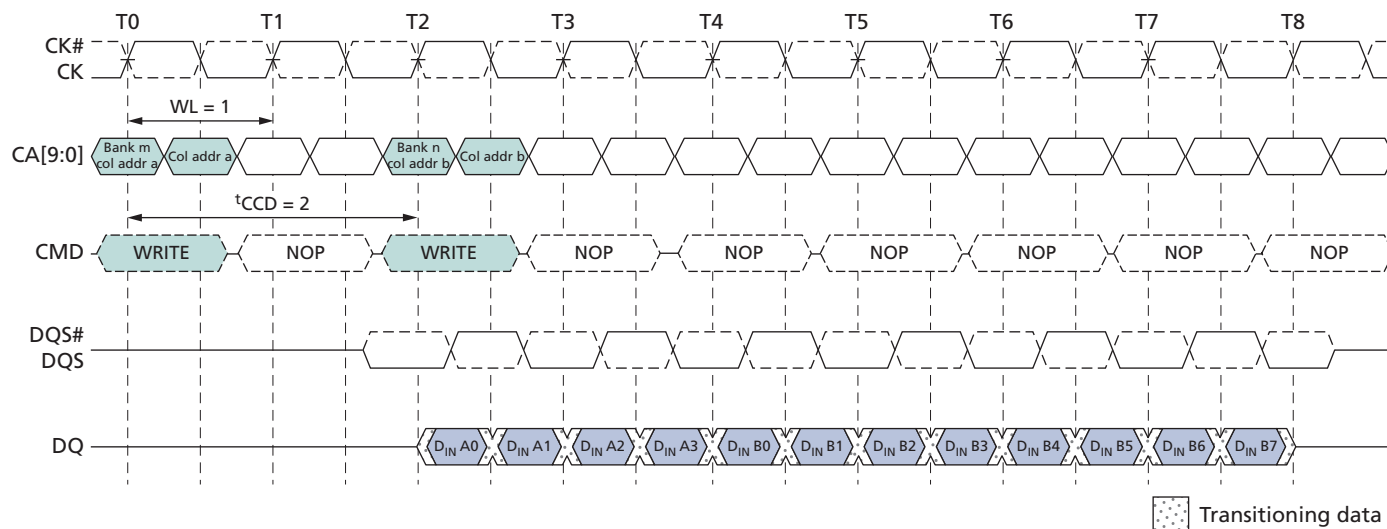 T0 T1 T2 T3 T4 T5 T6 T7 T8
CK#
CK
WL = 1
CA[9:0]
Bank m
col addr a
Col addr a
Bank n
col addr b
Col addr b
tCCD = 2
CMD WRITE NOP WRITE NOP NOP NOP NOP NOP NOP
DQS#
DQS
DQ DIN A0 DIN A1 DIN A2 DIN A3 DIN B0 DIN B1 DIN B2 DIN B3 DIN B4 DIN B5 DIN B6 DIN B7
Transitioning data